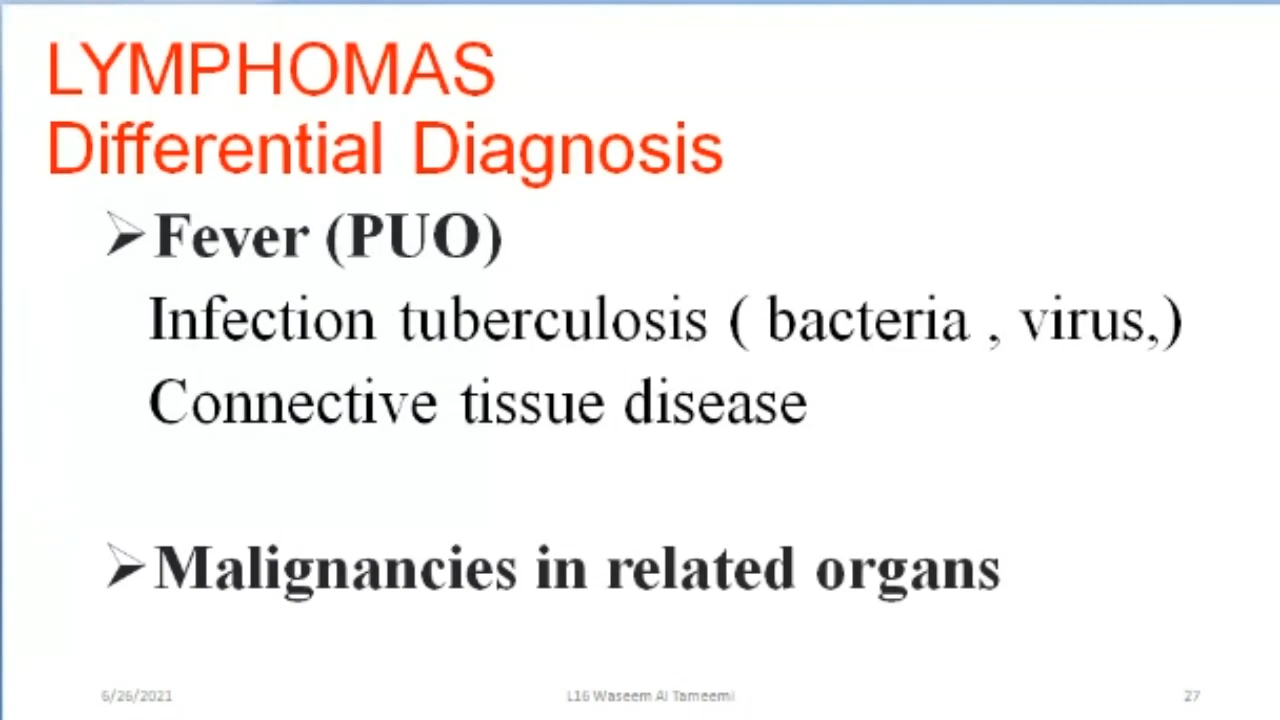 LYMPHOMAS
Differential Diagnosis
➢Fever (PUO)
Infection tuberculosis ( bacteria , virus,)
Connective tissue disease
➢Malignancies in related organs
6/26/2021
L16 Waseem Al Tameemi
27